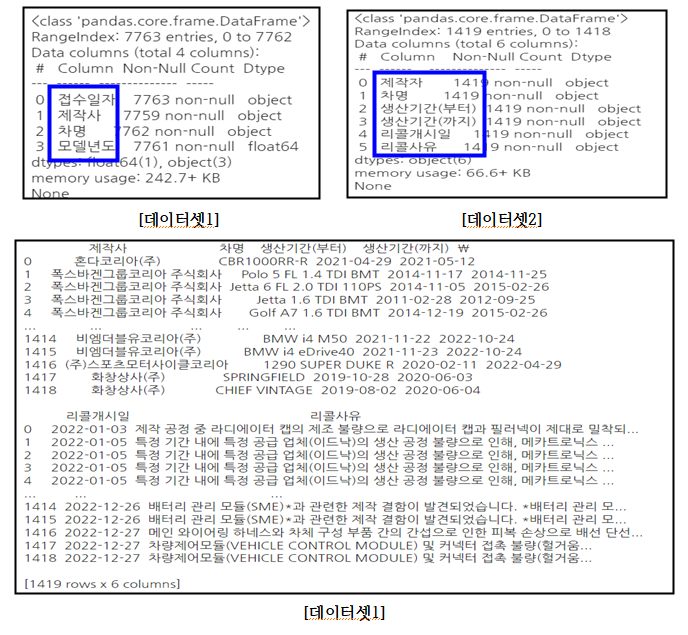 <class 'pandas.core.frame.DataFrame'>
RangeIndex: 7763 entries, 0 to 7762
Data columns (total 4 columns):
# Column Non-Null Count Dtype
--- ------ -------------- -----
0 접수일자 7763 non-null object
1 제작사 7759 non-null object
2 차명 7762 non-null object
3 모델년도 7761 non-null float64
dtypes: float64(1), object(3)
memory usage: 242.7+ KB
None
[데이터셋1]
<class 'pandas.core.frame.DataFrame'>
RangeIndex: 1419 entries, 0 to 1418
Data columns (total 6 columns):
# Column Non-Null Count Dtype
--- ------ -------------- -----
0 제작자 1419 non-null object
1 차명 1419 non-null object
2 생산기간(부터) 1419 non-null object
3 생산기간(까지) 1419 non-null object
4 리콜개시일 1419 non-null object
5 리콜사유 1419 non-null object
dtypes: object(6)
memory usage: 66.6+ KB
None
[데이터셋2]
제작사 차명 생산기간(부터) 생산기간(까지) ₩
0 혼다코리아(주) CBR1000RR-R 2021-04-29 2021-05-12
1 폭스바겐그룹코리아 주식회사 Polo 5 FL 1.4 TDI BMT 2014-11-17 2014-11-25
2 폭스바겐그룹코리아 주식회사 Jetta 6 FL 2.0 TDI 110PS 2014-11-05 2015-02-26
3 폭스바겐그룹코리아 주식회사 Jetta 1.6 TDI BMT 2011-02-28 2012-09-25
4 폭스바겐그룹코리아 주식회사 Golf A7 1.6 TDI BMT 2014-12-19 2015-02-26
... ... ... ... ...
1414 비엠더블유코리아(주) BMW i4 M50 2021-11-22 2022-10-24
1415 비엠더블유코리아(주) BMW i4 eDrive40 2021-11-23 2022-10-24
1416 (주)스포츠모터사이클코리아 1290 SUPER DUKE R 2020-02-11 2022-04-29
1417 화창상사(주) SPRINGFIELD 2019-10-28 2020-06-03
1418 화창상사(주) CHIEF VINTAGE 2019-08-02 2020-06-04
리콜개시일 리콜사유
0 2022-01-03 제작 공정 중 라디에이터 캡의 제조 불량으로 라디에이터 캡과 필러넥이 제대로 밀착되...
1 2022-01-05 특정 기간 내에 특정 공급 업체(이드낙)의 생산 공정 불량으로 인해, 메카트로닉스 ...
2 2022-01-05 특정 기간 내에 특정 공급 업체(이드낙)의 생산 공정 불량으로 인해, 메카트로닉스 ...
3 2022-01-05 특정 기간 내에 특정 공급 업체(이드낙)의 생산 공정 불량으로 인해, 메카트로닉스 ...
4 2022-01-05 특정 기간 내에 특정 공급 업체(이드낙)의 생산 공정 불량으로 인해, 메카트로닉스 ...
... ... ...
1414 2022-12-26 배터리 관리 모듈(SME)*과 관련한 제작 결함이 발견되었습니다. *배터리 관리 모...
1415 2022-12-26 배터리 관리 모듈(SME)*과 관련한 제작 결함이 발견되었습니다. *배터리 관리 모...
1416 2022-12-27 메인 와이어링 하네스와 차체 구성 부품 간의 간섭으로 인한 피복 손상으로 배선 단선...
1417 2022-12-27 차량제어모듈(VEHICLE CONTROL MODULE) 및 커넥터 접촉 불량(헐거움...
1418 2022-12-27 차량제어모듈(VEHICLE CONTROL MODULE) 및 커넥터 접촉 불량(헐거움...
[1419 rows x 6 columns]
[데이터셋1]